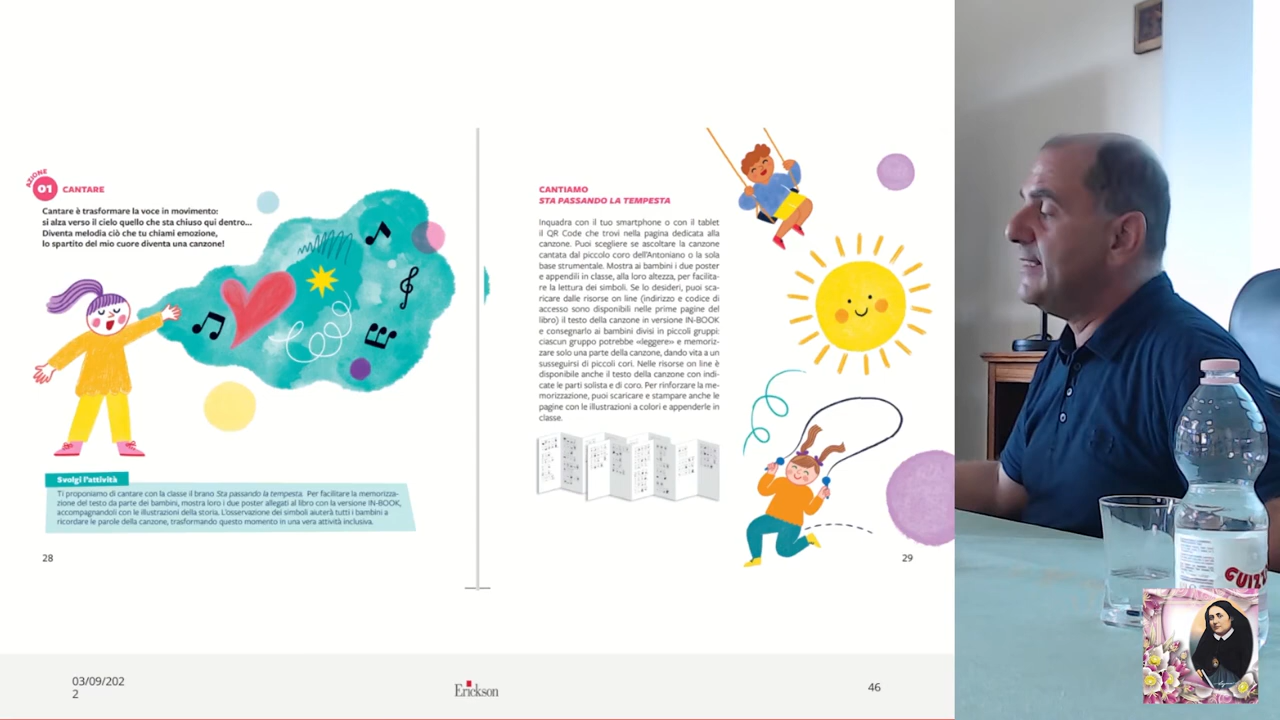 AZIONE
01 CANTARE
Cantare è trasformare la voce in movimento:
si alza verso il cielo quello che sta chiuso qui dentro...
Diventa melodia ciò che tu chiami emozione,
lo spartito del mio cuore diventa una canzone!
Svolgi l'attività
Ti proponiamo di cantare con la classe il brano Sta passando la tempesta. Per facilitare la memorizza-
zione del testo da parte dei bambini, mostra loro i due poster allegati al libro con la versione IN-BOOK,
accompagnandoli con le illustrazioni della storia. L'osservazione dei simboli aiuterà tutti i bambini a
ricordare le parole della canzone, trasformando questo momento in una vera attività inclusiva.
28
CANTIAMO
STA PASSANDO LA TEMPESTA
Inquadra con il tuo smartphone o con il tablet
il QR Code che trovi nella pagina dedicata alla
canzone. Puoi scegliere se ascoltare la canzone
cantata dal piccolo coro dell'Antoniano o la sola
base strumentale. Mostra ai bambini i due poster
e appendili in classe, alla loro altezza, per facilita-
re la lettura dei simboli. Se lo desideri, puoi sca-
ricare dalle risorse on line (indirizzo e codice di
accesso sono disponibili nelle prime pagine del
libro) il testo della canzone in versione IN-BOOK
e consegnarlo ai bambini divisi in piccoli gruppi:
ciascun gruppo potrebbe «leggere» e memoriz-
zare solo una parte della canzone, dando vita a un
susseguirsi di piccoli cori. Nelle risorse on line è
disponibile anche il testo della canzone con indi-
cate le parti solista e di coro. Per rinforzare la me-
morizzazione, puoi scaricare e stampare anche le
pagine con le illustrazioni a colori e appenderle in
classe.
29
03/09/202
2
Erickson
46